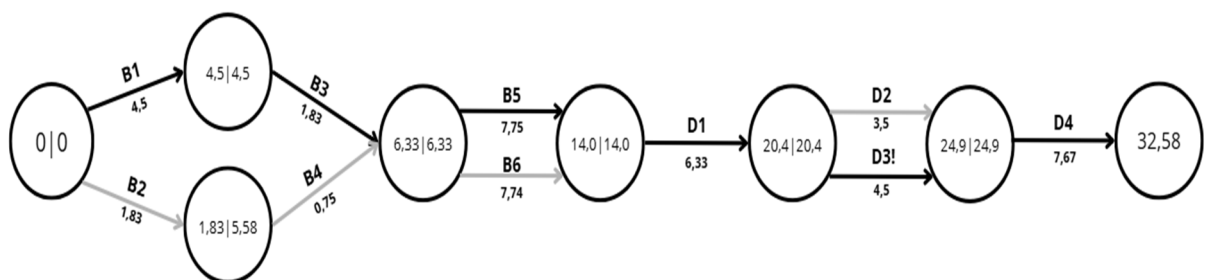 0|0
B1
4,5
B2
1,83
4,5|4,5
1,83|5,58
B3
1,83
B4
0,75
6,33|6,33
B5
7,75
B6
7,74
14,0|14,0
D1
6,33
20,4|20,4
D2
3,5
D3!
4,5
24,9|24,9
D4
7,67
32,58